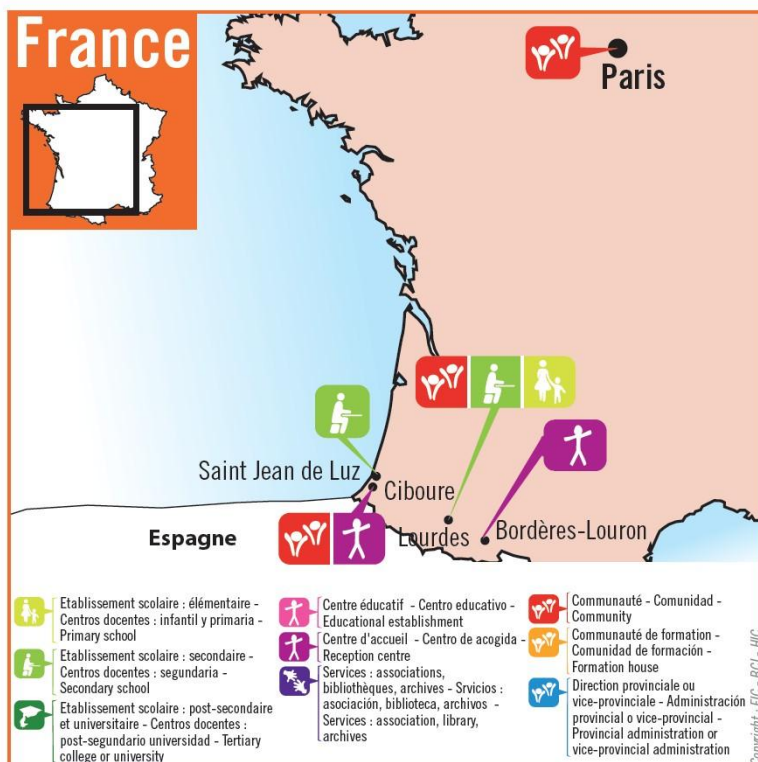 France
Paris
Saint Jean de Luz
Ciboure
Espagne
Lourdes
Bordères-Louron
Etablissement scolaire : élémentaire -
Centros docentes : infantil y primaria -
Primary school
Etablissement scolaire : secondaire -
Centros docentes : segundaria -
Secondary school
Etablissement scolaire : post-secondaire
et universitaire - Centros docentes :
post-segundario universidad - Tertiary
college or university
Centre éducatif - Centro educativo -
Educational establishment
Centre d'accueil - Centro de acogida -
Reception centre
Services : associations,
bibliothèques, archives - Srvicios :
asociación, biblioteca, archivos -
Services : association, library,
archives
Communauté - Comunidad -
Community
Communauté de formation -
Comunidad de formación -
Formation house
Direction provinciale ou
vice-provinciale - Administración
provincial o vice-provincial -
Provincial administration or
vice-provincial administration
Copyright : FIC - BCI - HIC